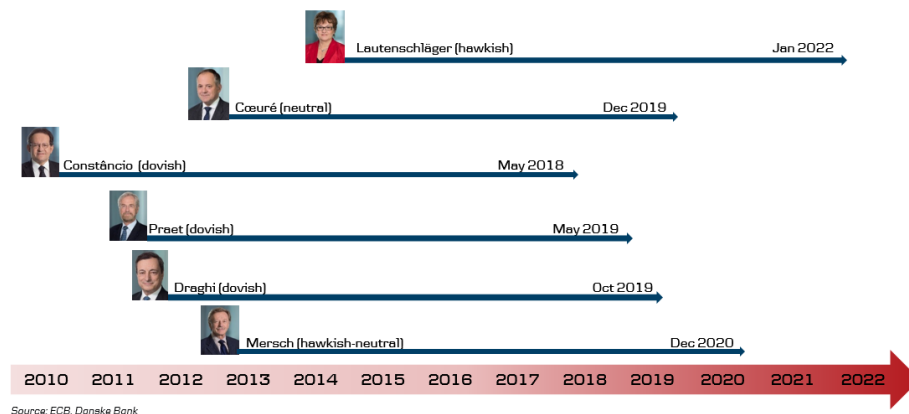 Lautenschläger (hawkish) Jan 2022
Cœuré (neutral) Dec 2019
Constâncio (dovish) May 2018
Praet (dovish) May 2019
Draghi (dovish) Oct 2019
Mersch (hawkish-neutral) Dec 2020
2010 2011 2012 2013 2014 2015 2016 2017 2018 2019 2020 2021 2022
Source: ECB, Danske Bank